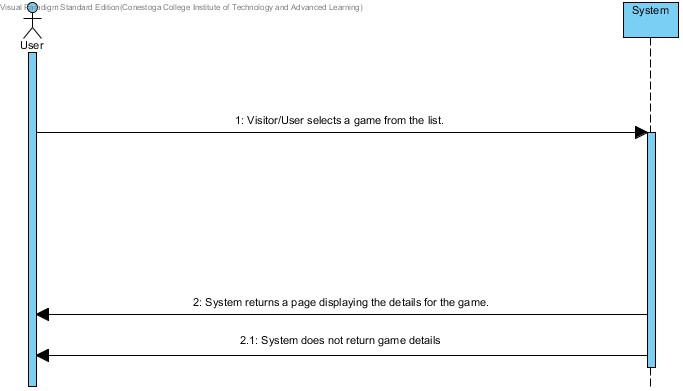 Visual Paradigm Standard Edition(Conestoga College Institute of Technology and Advanced Learning)
System
User
1: Visitor/User selects a game from the list.
2: System returns a page displaying the details for the game.
2.1: System does not return game details